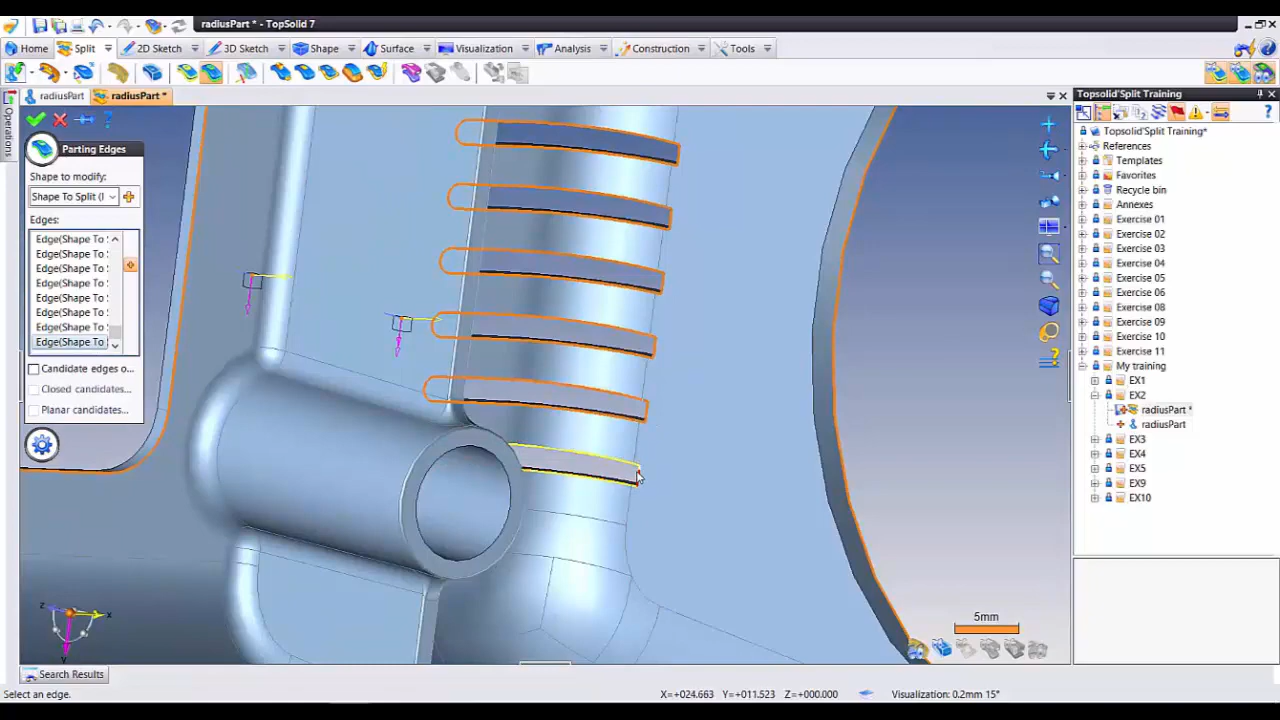 radiusPart * - TopSolid 7
Home Split 2D Sketch 3D Sketch Shape Surface Visualization Analysis Construction Tools
radiusPart radiusPart *
Operations
Parting Edges
Shape to modify:
Shape To Split (I
Edges:
Edge(Shape To :
Edge(Shape To :
Edge(Shape To :
Edge(Shape To :
Edge(Shape To :
Edge(Shape To :
Edge(Shape To :
Edge(Shape To :
Candidate edges o...
Closed candidates...
Planar candidates...
z x
5mm
Topsolid'Split Training
Topsolid'Split Training*
References
Templates
Favorites
Recycle bin
Annexes
Exercise 01
Exercise 02
Exercise 03
Exercise 04
Exercise 05
Exercise 06
Exercise 07
Exercise 08
Exercise 09
Exercise 10
Exercise 11
My training
EX1
EX2
radiusPart *
radiusPart
EX3
EX4
EX5
EX9
EX10
Search Results
Select an edge.
X=+024.663 Y=+011.523 Z=+000.000 Visualization: 0.2mm 15°